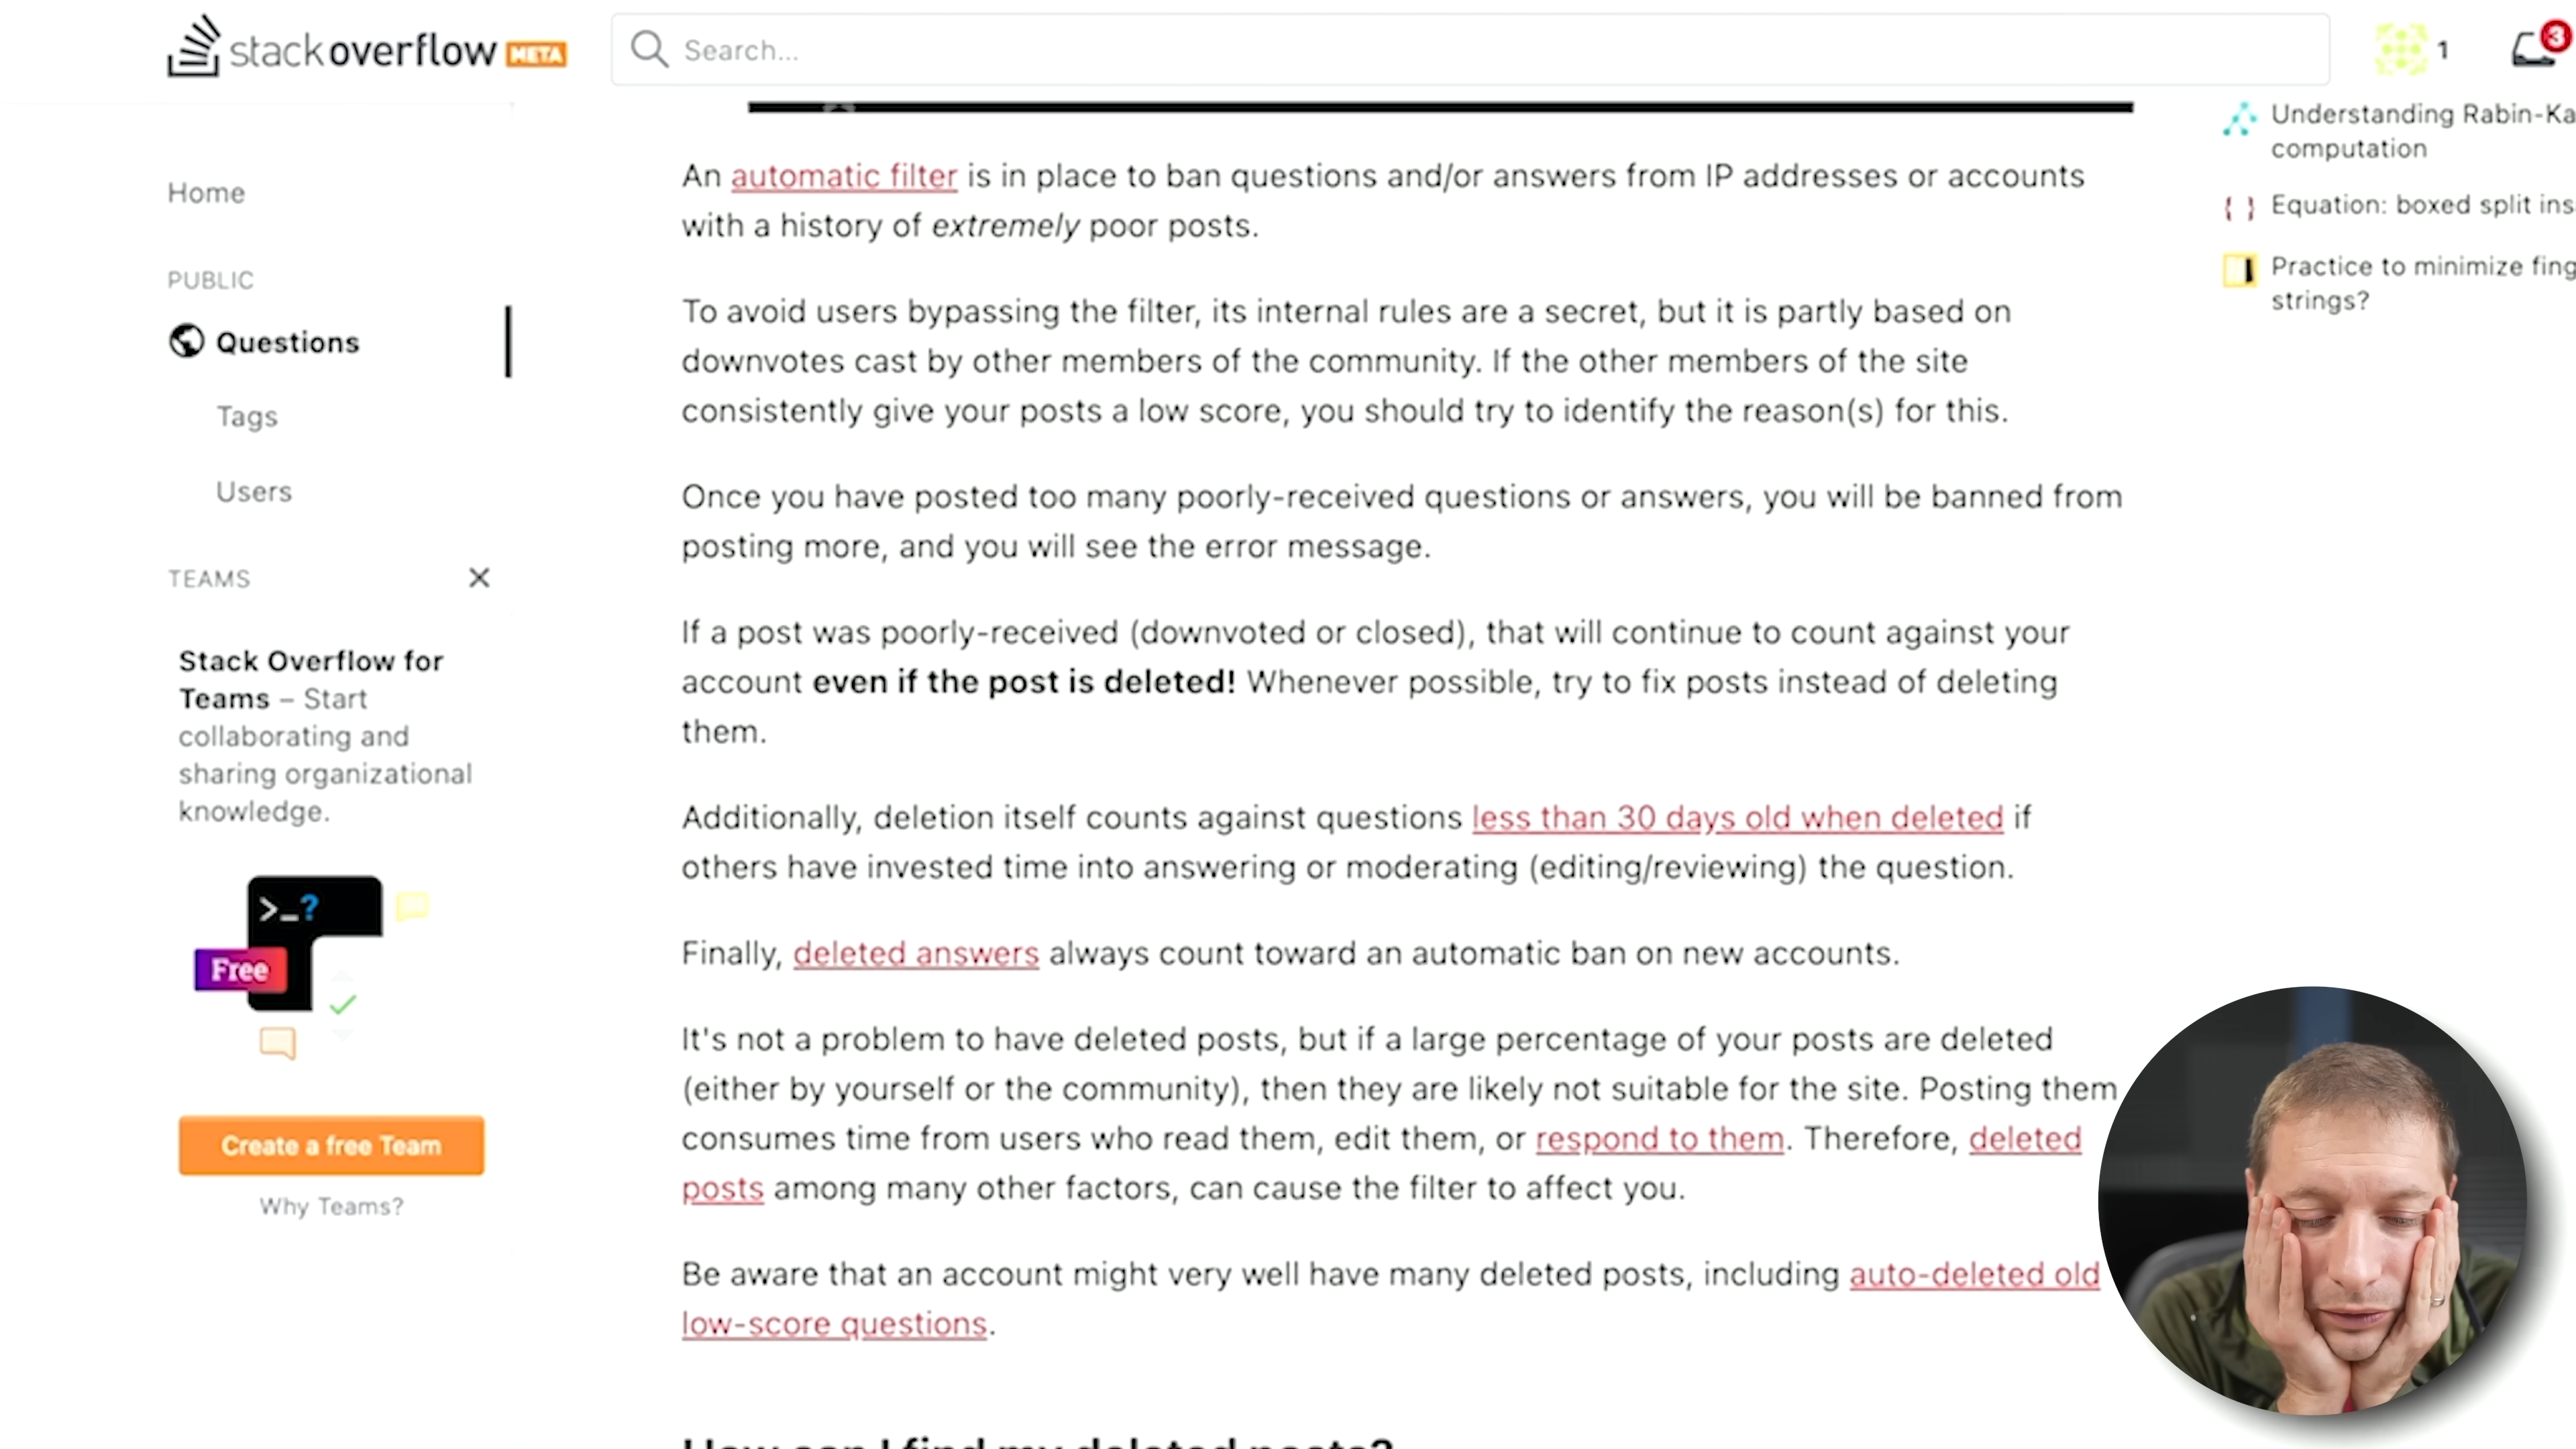 stackoverflow META
Search...
1
3
Home
PUBLIC
Questions
Tags
Users
TEAMS
Stack Overflow for
Teams – Start
collaborating and
sharing organizational
knowledge.
>_?
Free
Create a free Team
Why Teams?
An automatic filter is in place to ban questions and/or answers from IP addresses or accounts
with a history of extremely poor posts.
To avoid users bypassing the filter, its internal rules are a secret, but it is partly based on
downvotes cast by other members of the community. If the other members of the site
consistently give your posts a low score, you should try to identify the reason(s) for this.
Once you have posted too many poorly-received questions or answers, you will be banned from
posting more, and you will see the error message.
If a post was poorly-received (downvoted or closed), that will continue to count against your
account even if the post is deleted! Whenever possible, try to fix posts instead of deleting
them.
Additionally, deletion itself counts against questions less than 30 days old when deleted if
others have invested time into answering or moderating (editing/reviewing) the question.
Finally, deleted answers always count toward an automatic ban on new accounts.
It's not a problem to have deleted posts, but if a large percentage of your posts are deleted
(either by yourself or the community), then they are likely not suitable for the site. Posting them
consumes time from users who read them, edit them, or respond to them. Therefore, deleted
posts among many other factors, can cause the filter to affect you.
Be aware that an account might very well have many deleted posts, including auto-deleted old
low-score questions.
How can I find my deleted posts?
Understanding Rabin-Ka
computation
{ } Equation: boxed split ins
Practice to minimize fing
strings?